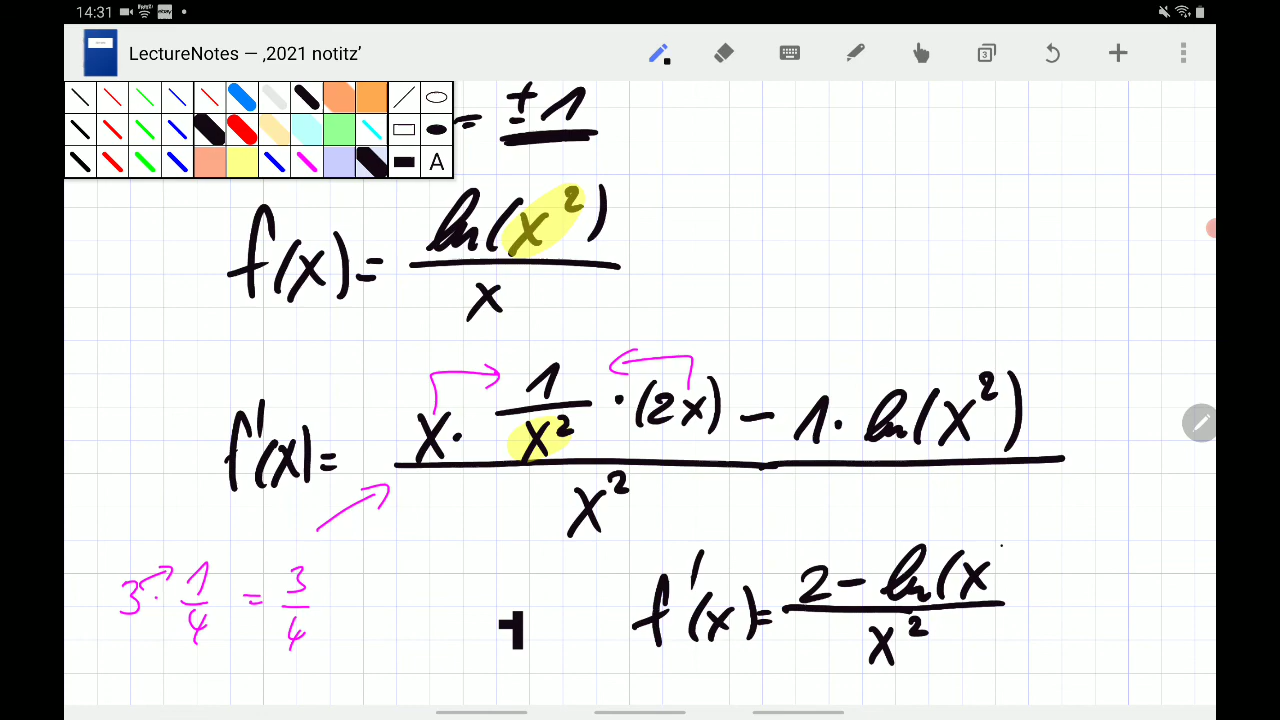 14:31
LectureNotes – ‚2021 notitz’
3
A
= ± 1
f(x) = ln(x²) / x
f'(x) = (x · 1/x² · (2x) − 1 · ln(x²)) / x²
3 · 1/4 = 3/4
f'(x) = (2 − ln(x) / x²